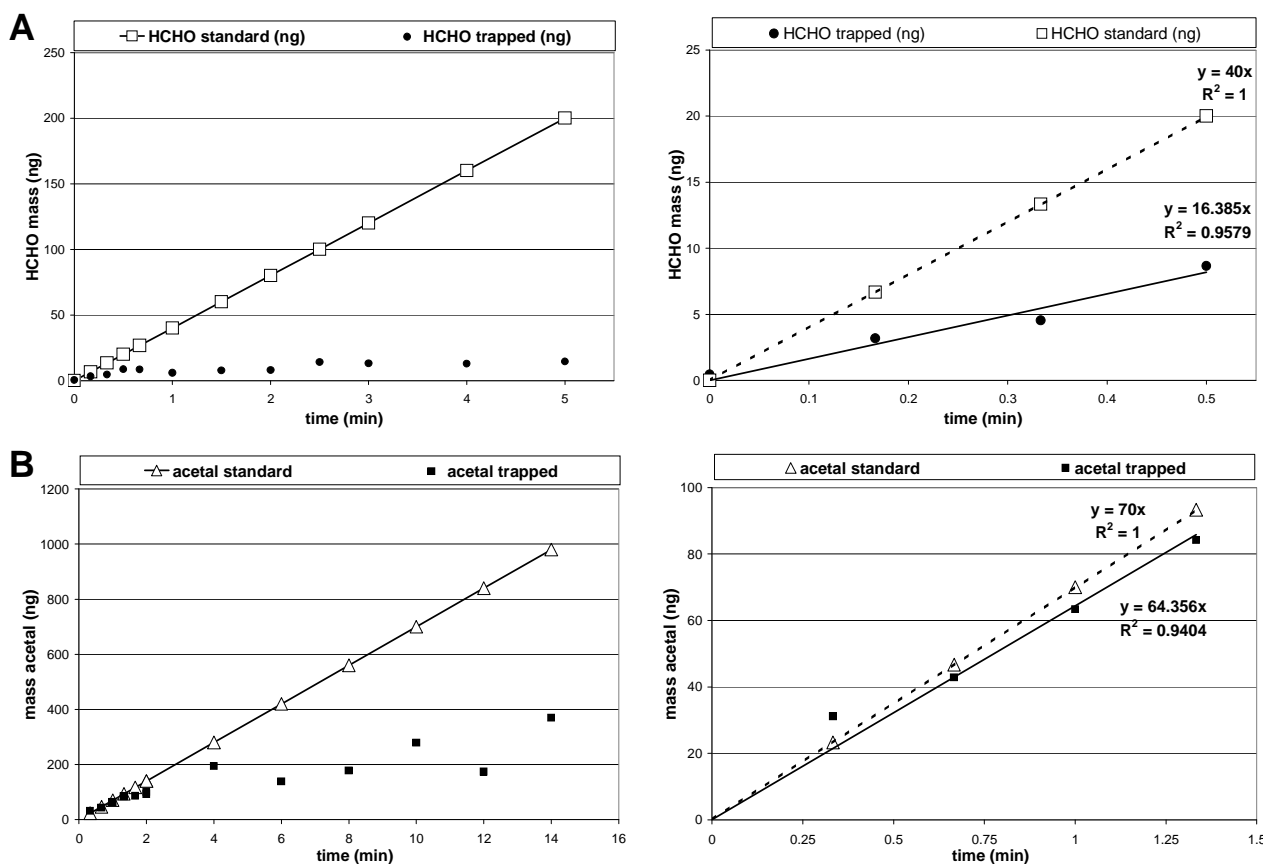 A
HCHO standard (ng) HCHO trapped (ng)
250
200
150
100
50
0
HCHO mass (ng)
0 1 2 3 4 5
time (min)
HCHO trapped (ng) HCHO standard (ng)
25
20
15
10
5
0
HCHO mass (ng)
y = 40x
R² = 1
y = 16.385x
R² = 0.9579
0 0.1 0.2 0.3 0.4 0.5
time (min)
B
acetal standard acetal trapped
1200
1000
800
600
400
200
0
mass acetal (ng)
0 2 4 6 8 10 12 14 16
time (min)
acetal standard acetal trapped
100
80
60
40
20
0
mass acetal (ng)
y = 70x
R² = 1
y = 64.356x
R² = 0.9404
0 0.25 0.5 0.75 1 1.25 1.5
time (min)